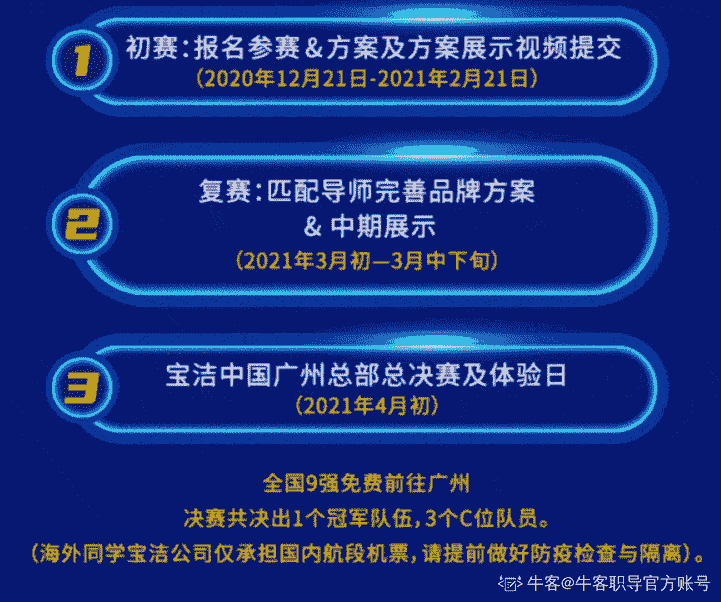 1
初赛：报名参赛＆方案及方案展示视频提交
（2020年12月21日-2021年2月21日）
2
复赛：匹配导师完善品牌方案
& 中期展示
（2021年3月初—3月中下旬）
3
宝洁中国广州总部总决赛及体验日
（2021年4月初）
全国9强免费前往广州
决赛共决出1个冠军队伍，3个C位队员。
（海外同学宝洁公司仅承担国内航段机票，请提前做好防疫检查与隔离）。
牛客@牛客职导官方账号